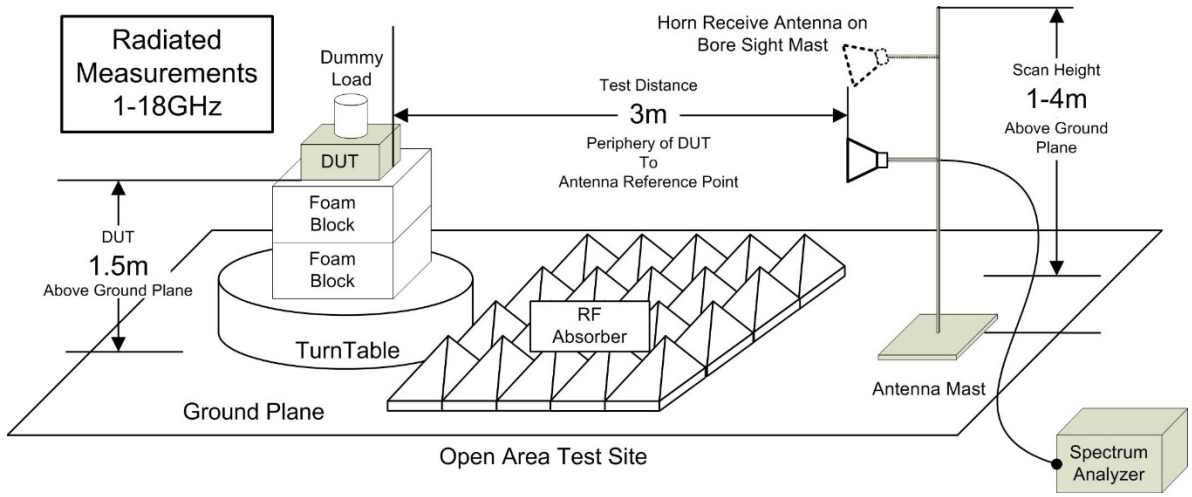 Radiated
Measurements
1-18GHz
Dummy
Load
DUT
Foam
Block
Foam
Block
DUT
1.5m
Above Ground Plane
TurnTable
Ground Plane
Test Distance
3m
Periphery of DUT
To
Antenna Reference Point
Horn Receive Antenna on
Bore Sight Mast
Scan Height
1-4m
Above Ground
Plane
RF
Absorber
Antenna Mast
Open Area Test Site
Spectrum
Analyzer